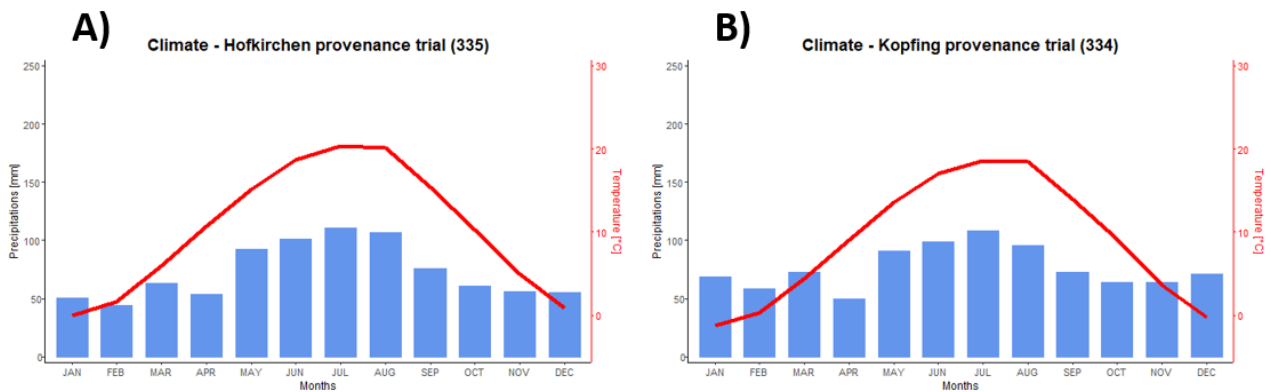 A)
Climate - Hofkirchen provenance trial (335)
250
200
150
100
50
0
Precipitations [mm]
30
20
10
0
Temperature [°C]
JAN FEB MAR APR MAY JUN JUL AUG SEP OCT NOV DEC
Months
B)
Climate - Kopfing provenance trial (334)
250
200
150
100
50
0
Precipitations [mm]
30
20
10
0
Temperature [°C]
JAN FEB MAR APR MAY JUN JUL AUG SEP OCT NOV DEC
Months